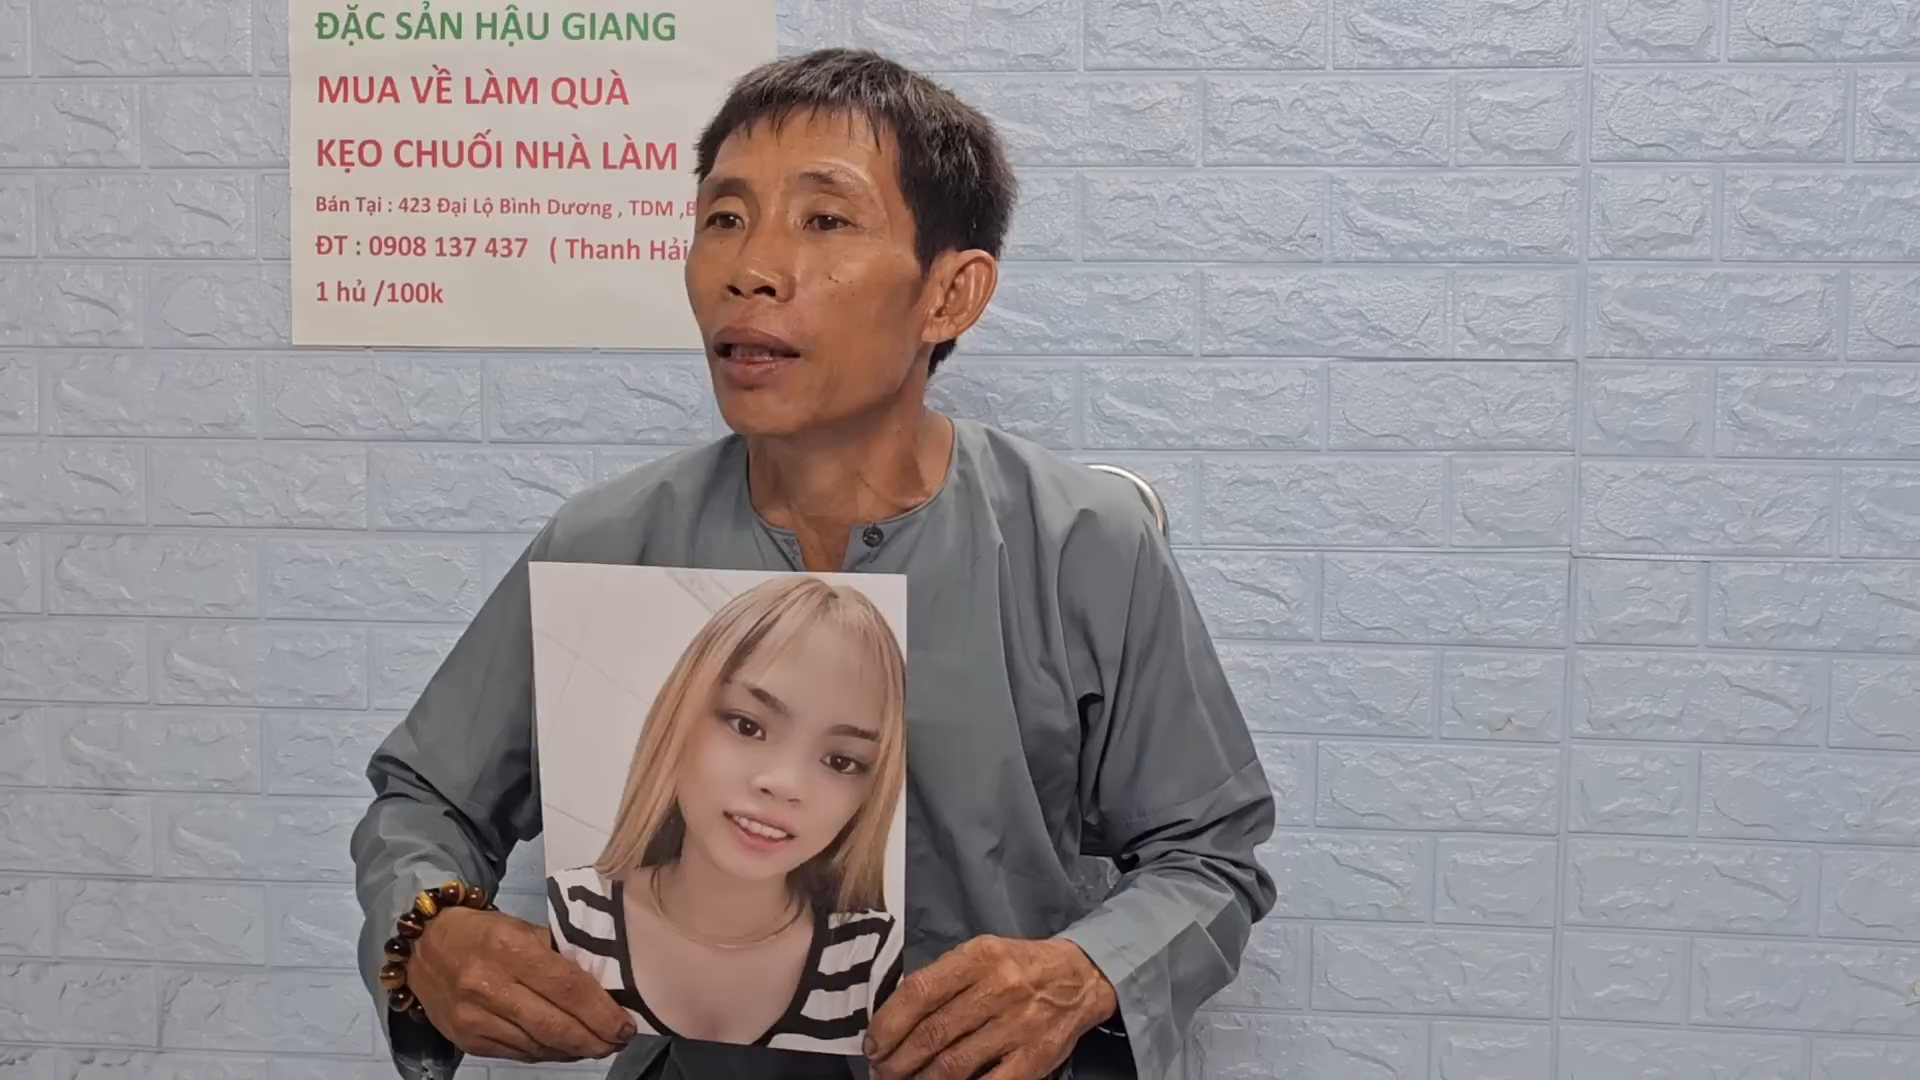 ĐẶC SẢN HẬU GIANG
MUA VỀ LÀM QUÀ
KẸO CHUỐI NHÀ LÀM
Bán Tại : 423 Đại Lộ Bình Dương , TDM ,
ĐT : 0908 137 437 ( Thanh Hải
1 hủ /100k